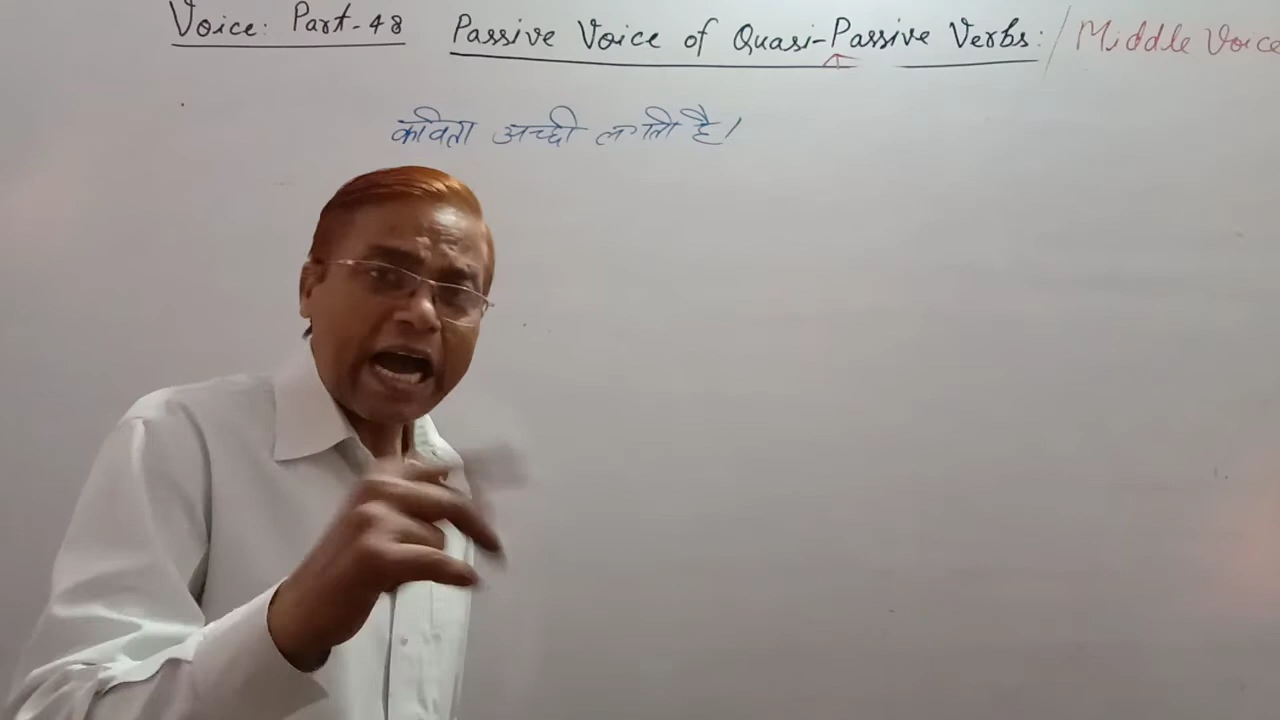 Voice: Part-48 Passive Voice of Quasi-Passive Verbs: / Middle Voice
कविता अच्छी लगती है।